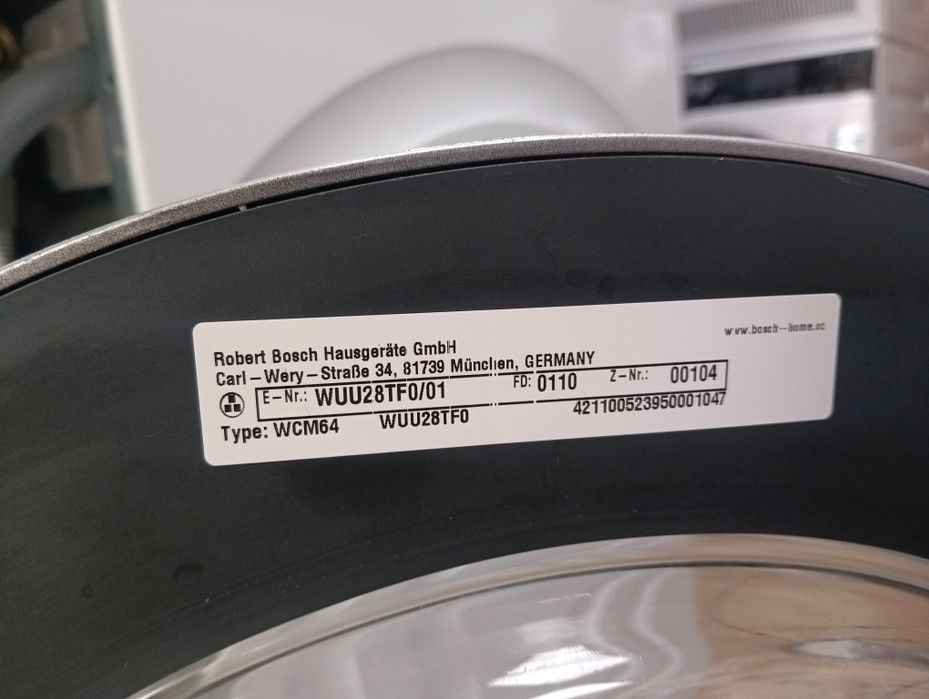 www.bosch-home.com
Robert Bosch Hausgeräte GmbH
Carl-Wery-Straße 34, 81739 München, GERMANY
E-Nr.: WUU28TF0/01 FD: 0110 Z-Nr.: 00104
Type: WCM64 WUU28TF0 421100523950001047